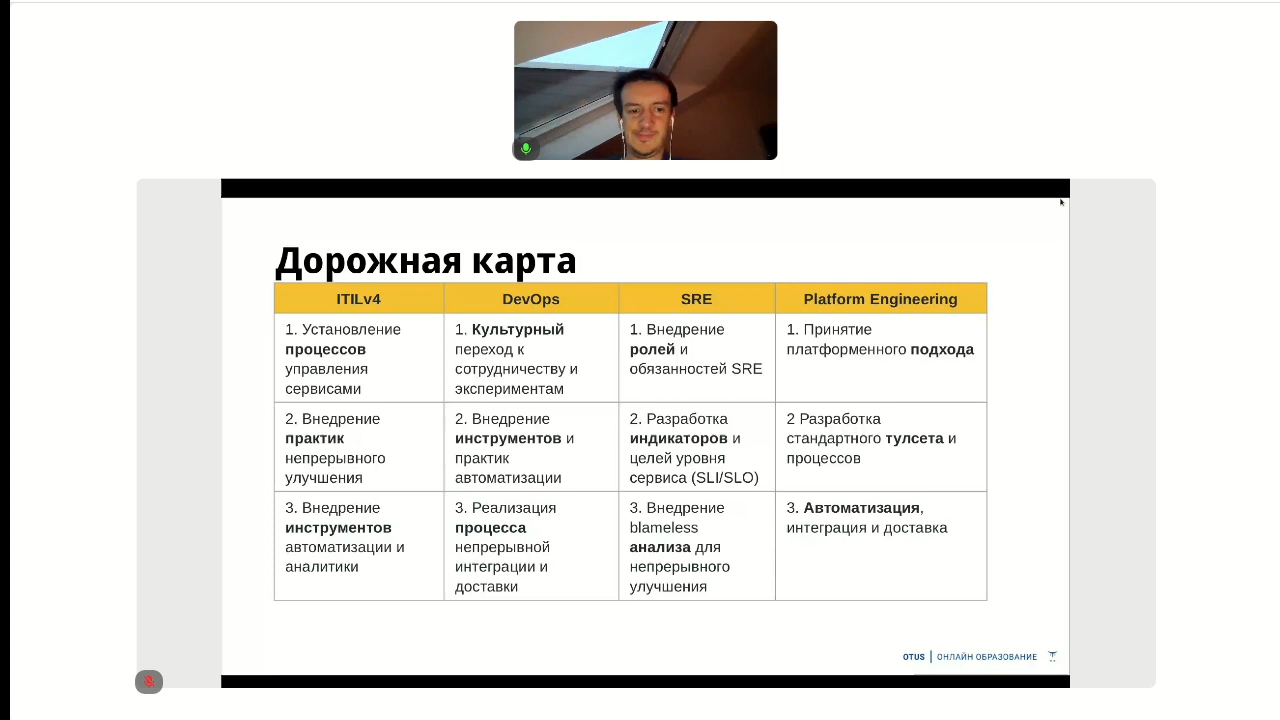 Дорожная карта
ITILv4
DevOps
SRE
Platform Engineering
1. Установление
процессов
управления
сервисами
1. Культурный
переход к
сотрудничеству и
экспериментам
1. Внедрение
ролей и
обязанностей SRE
1. Принятие
платформенного подхода
2. Внедрение
практик
непрерывного
улучшения
2. Внедрение
инструментов и
практик
автоматизации
2. Разработка
индикаторов и
целей уровня
сервиса (SLI/SLO)
2 Разработка
стандартного тулсета и
процессов
3. Внедрение
инструментов
автоматизации и
аналитики
3. Реализация
процесса
непрерывной
интеграции и
доставки
3. Внедрение
blameless
анализа для
непрерывного
улучшения
3. Автоматизация,
интеграция и доставка
OTUS | ОНЛАЙН ОБРАЗОВАНИЕ